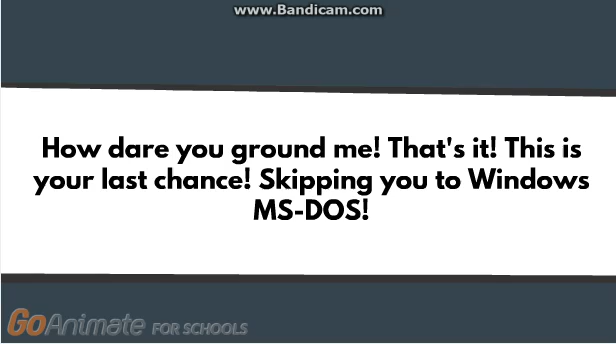 www.Bandicam.com
How dare you ground me! That's it! This is
your last chance! Skipping you to Windows
MS-DOS!
GoAnimate FOR SCHOOLS